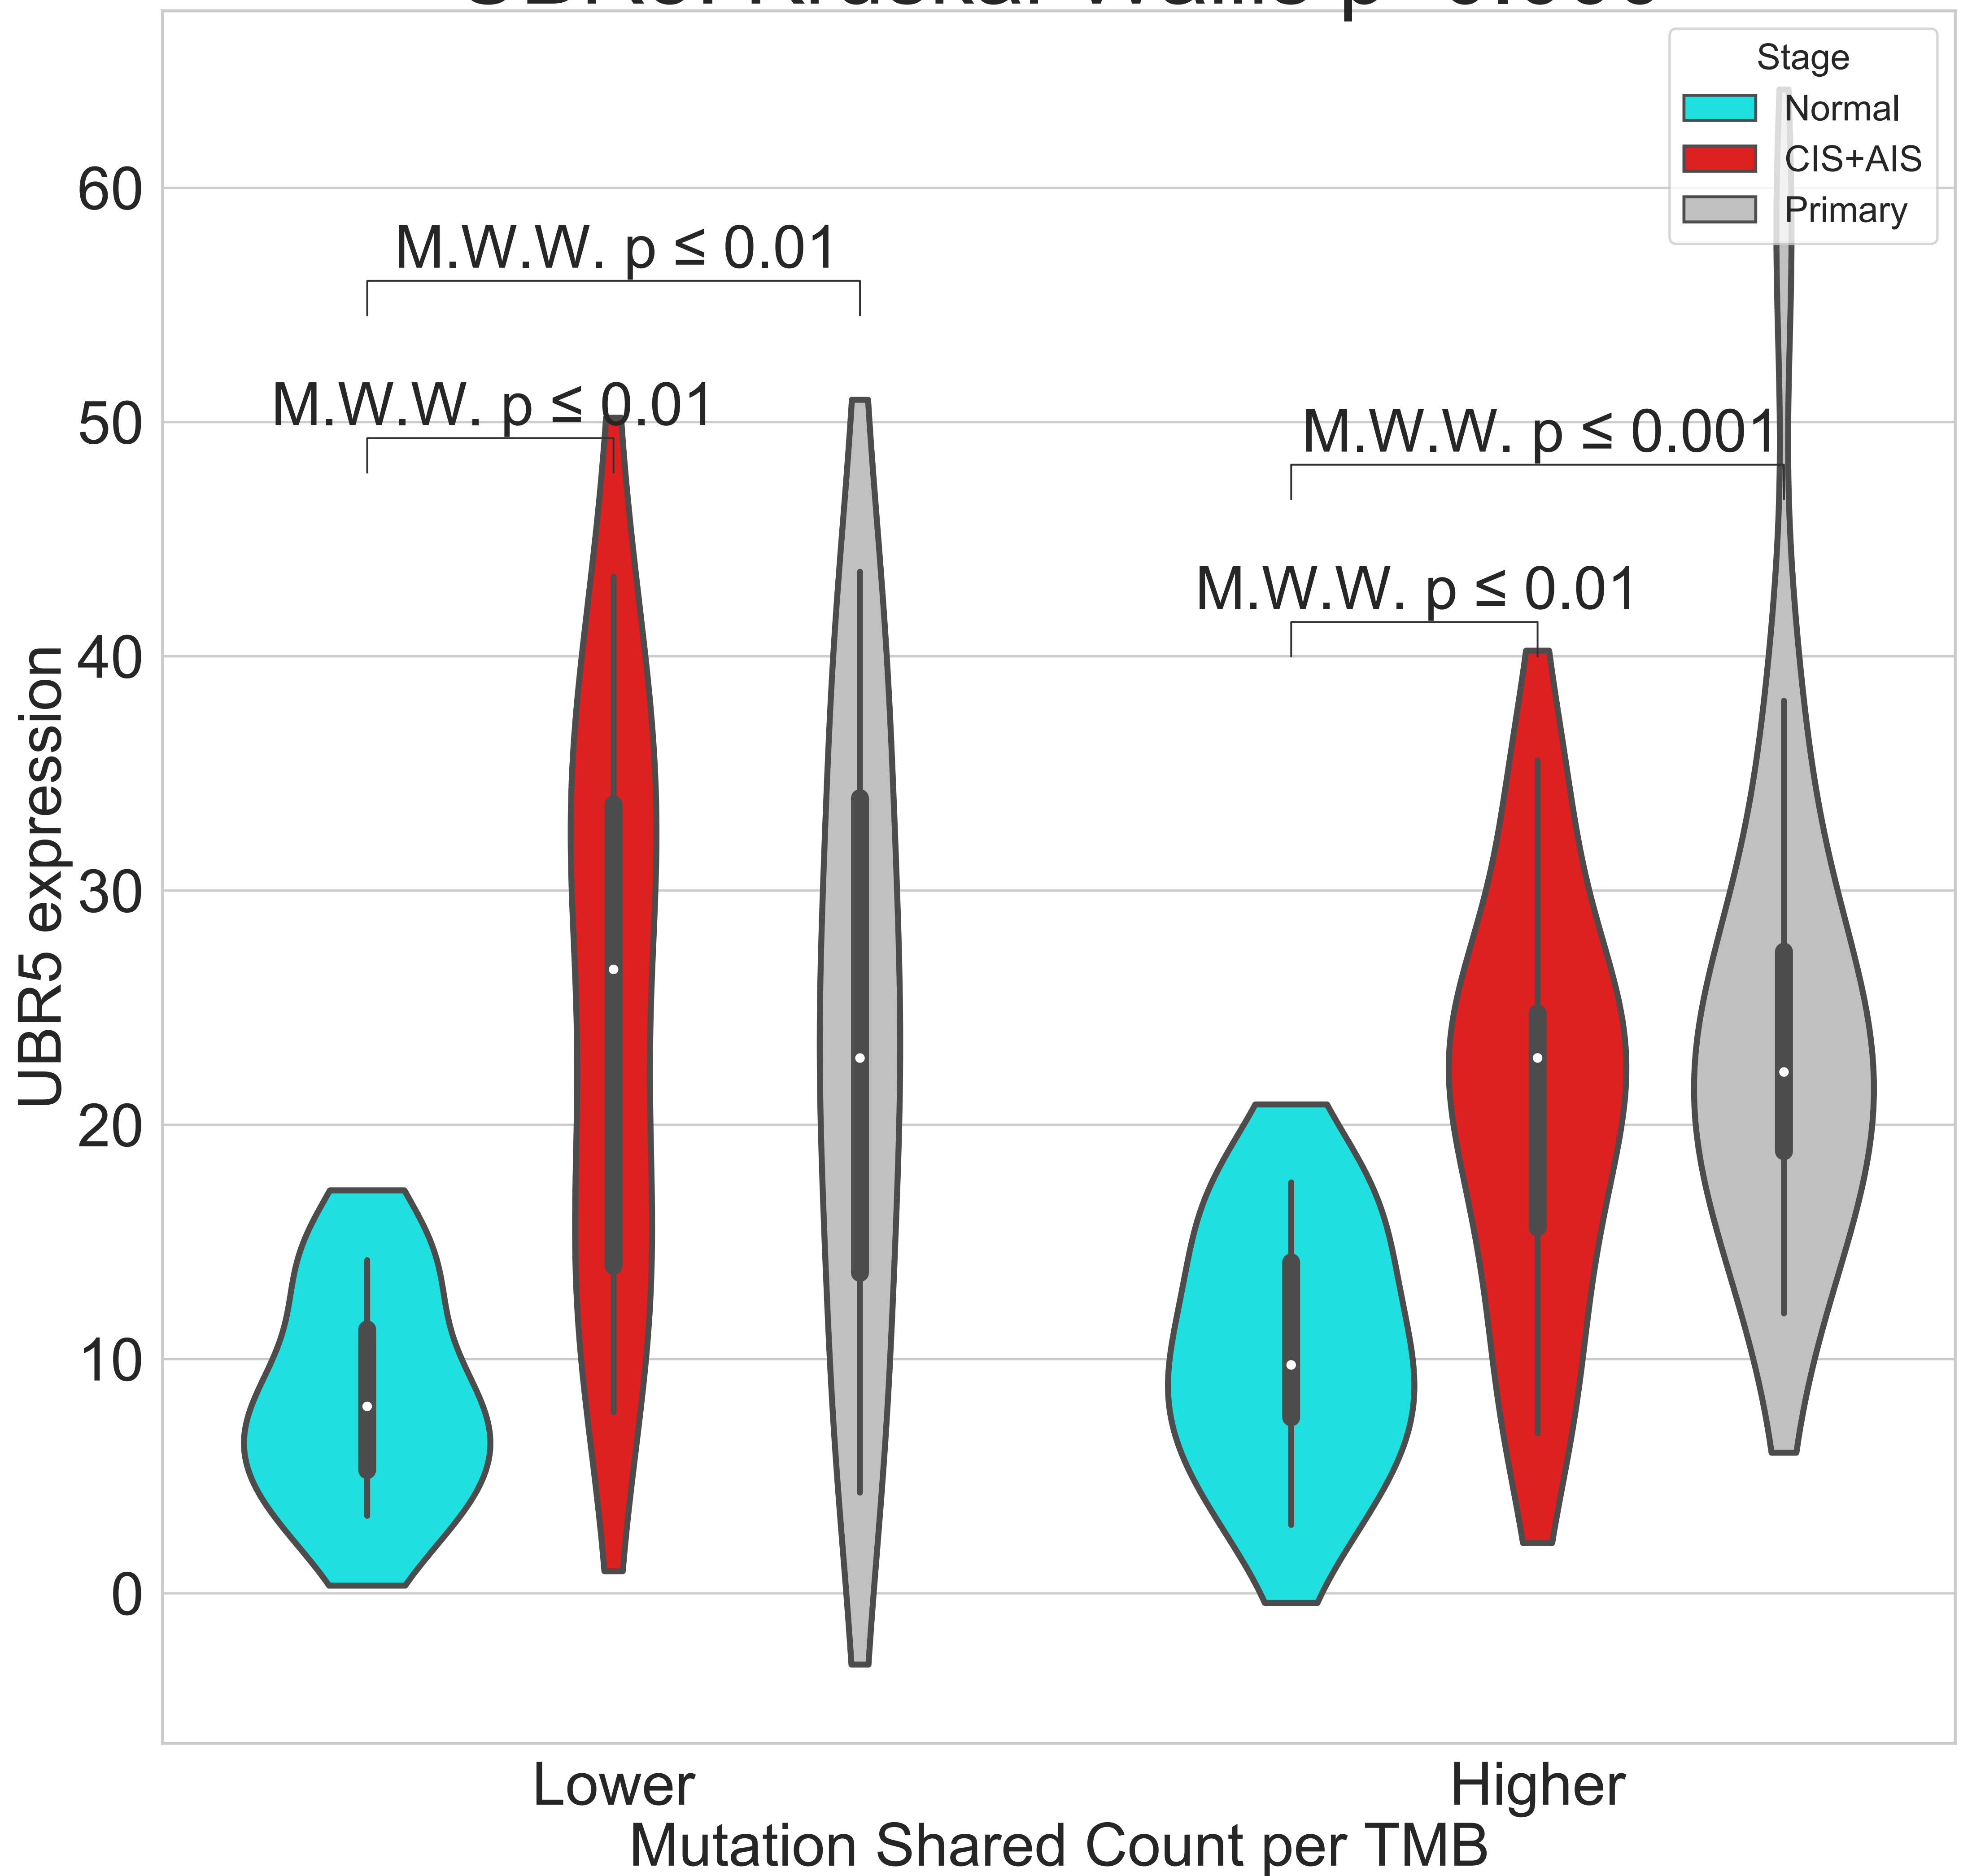 Stage
Normal
CIS+AIS
Primary
60
50
40
30
20
10
0
UBR5 expression
M.W.W. p ≤ 0.01
M.W.W. p ≤ 0.01
M.W.W. p ≤ 0.001
M.W.W. p ≤ 0.01
Lower
Higher
Mutation Shared Count per TMB